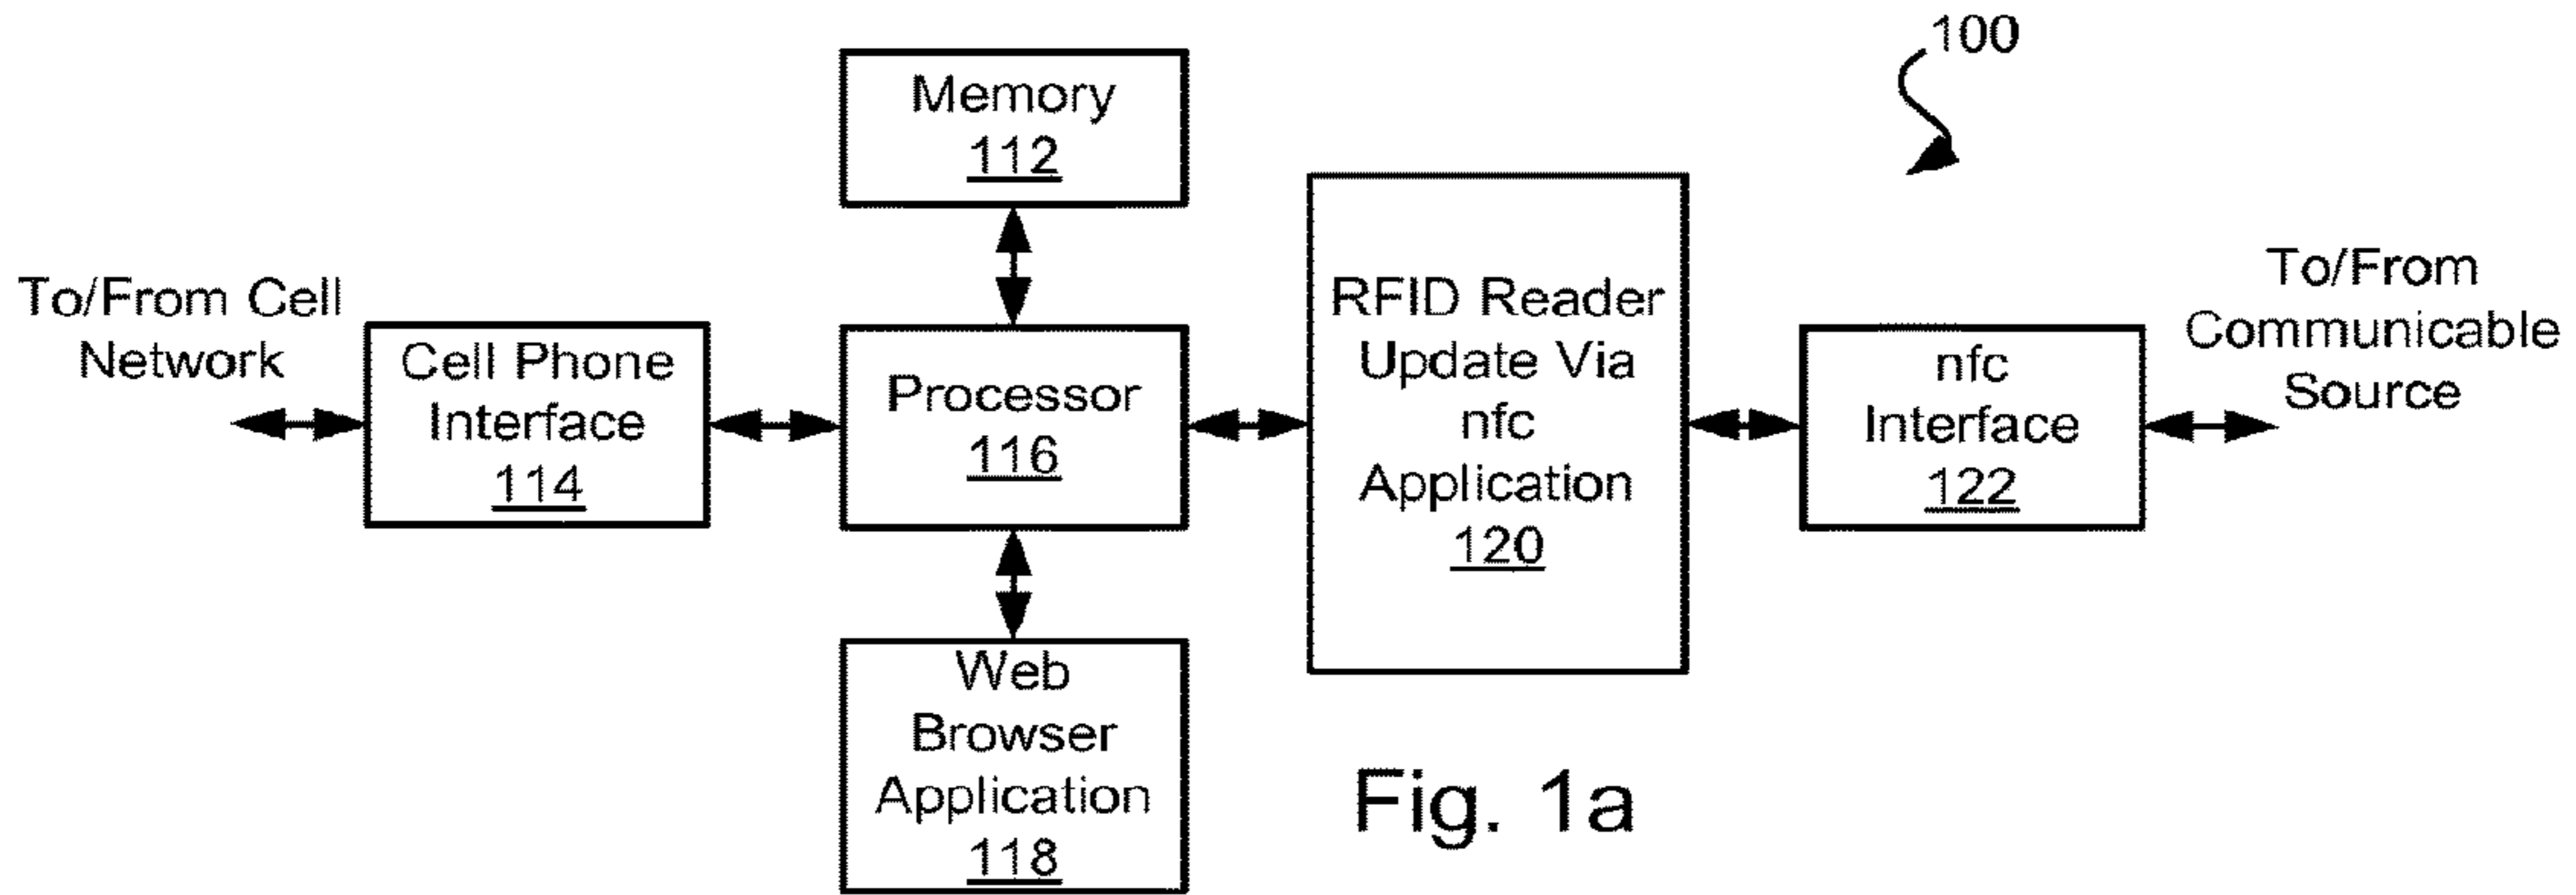 100
Memory
112
To/From Cell
Network
Cell Phone
Interface
114
Processor
116
RFID Reader
Update Via
nfc
Application
120
nfc
Interface
122
To/From
Communicable
Source
Web
Browser
Application
118
Fig. 1a